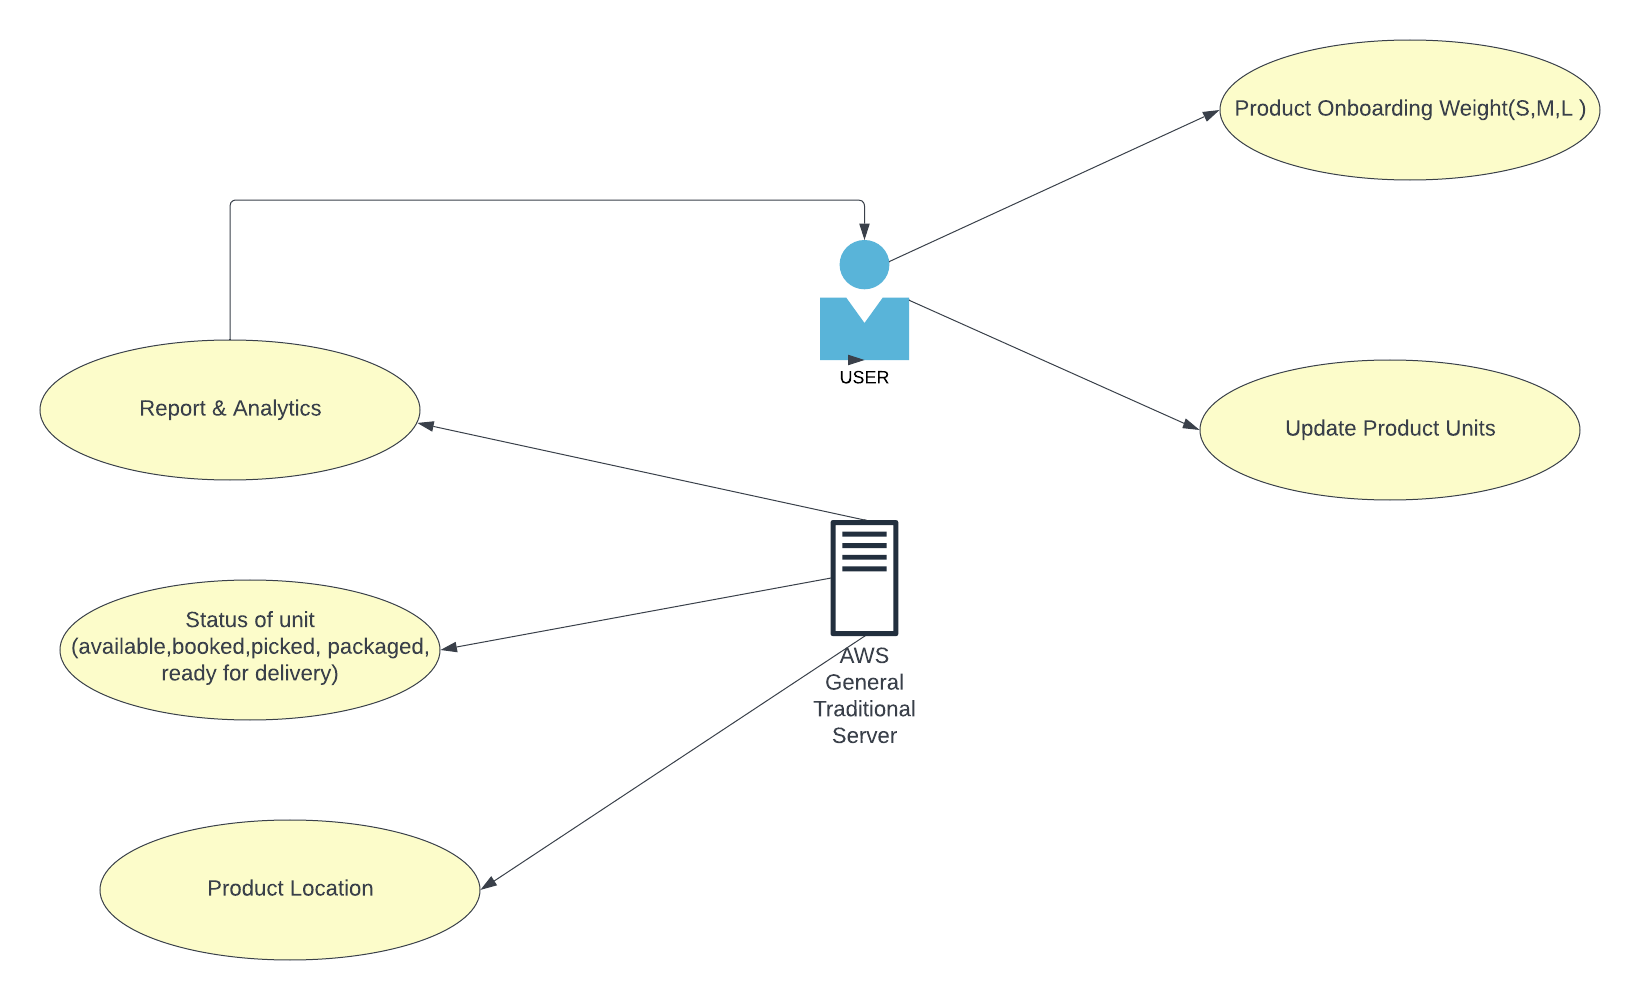 Product Onboarding Weight(S,M,L )
USER
Report & Analytics
Update Product Units
Status of unit
(available,booked,picked, packaged,
ready for delivery)
AWS
General
Traditional
Server
Product Location